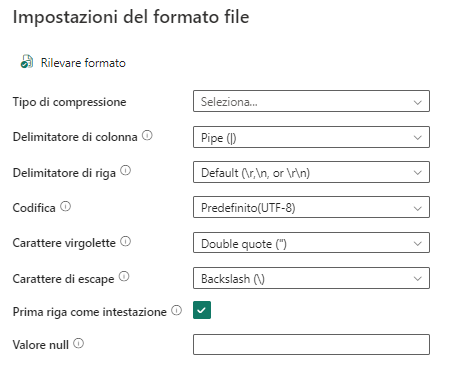 Impostazioni del formato file
Rilevare formato
Tipo di compressione Seleziona...
Delimitatore di colonna Pipe (|)
Delimitatore di riga Default (\r,\n, or \r\n)
Codifica Predefinito(UTF-8)
Carattere virgolette Double quote (")
Carattere di escape Backslash (\)
Prima riga come intestazione
Valore null